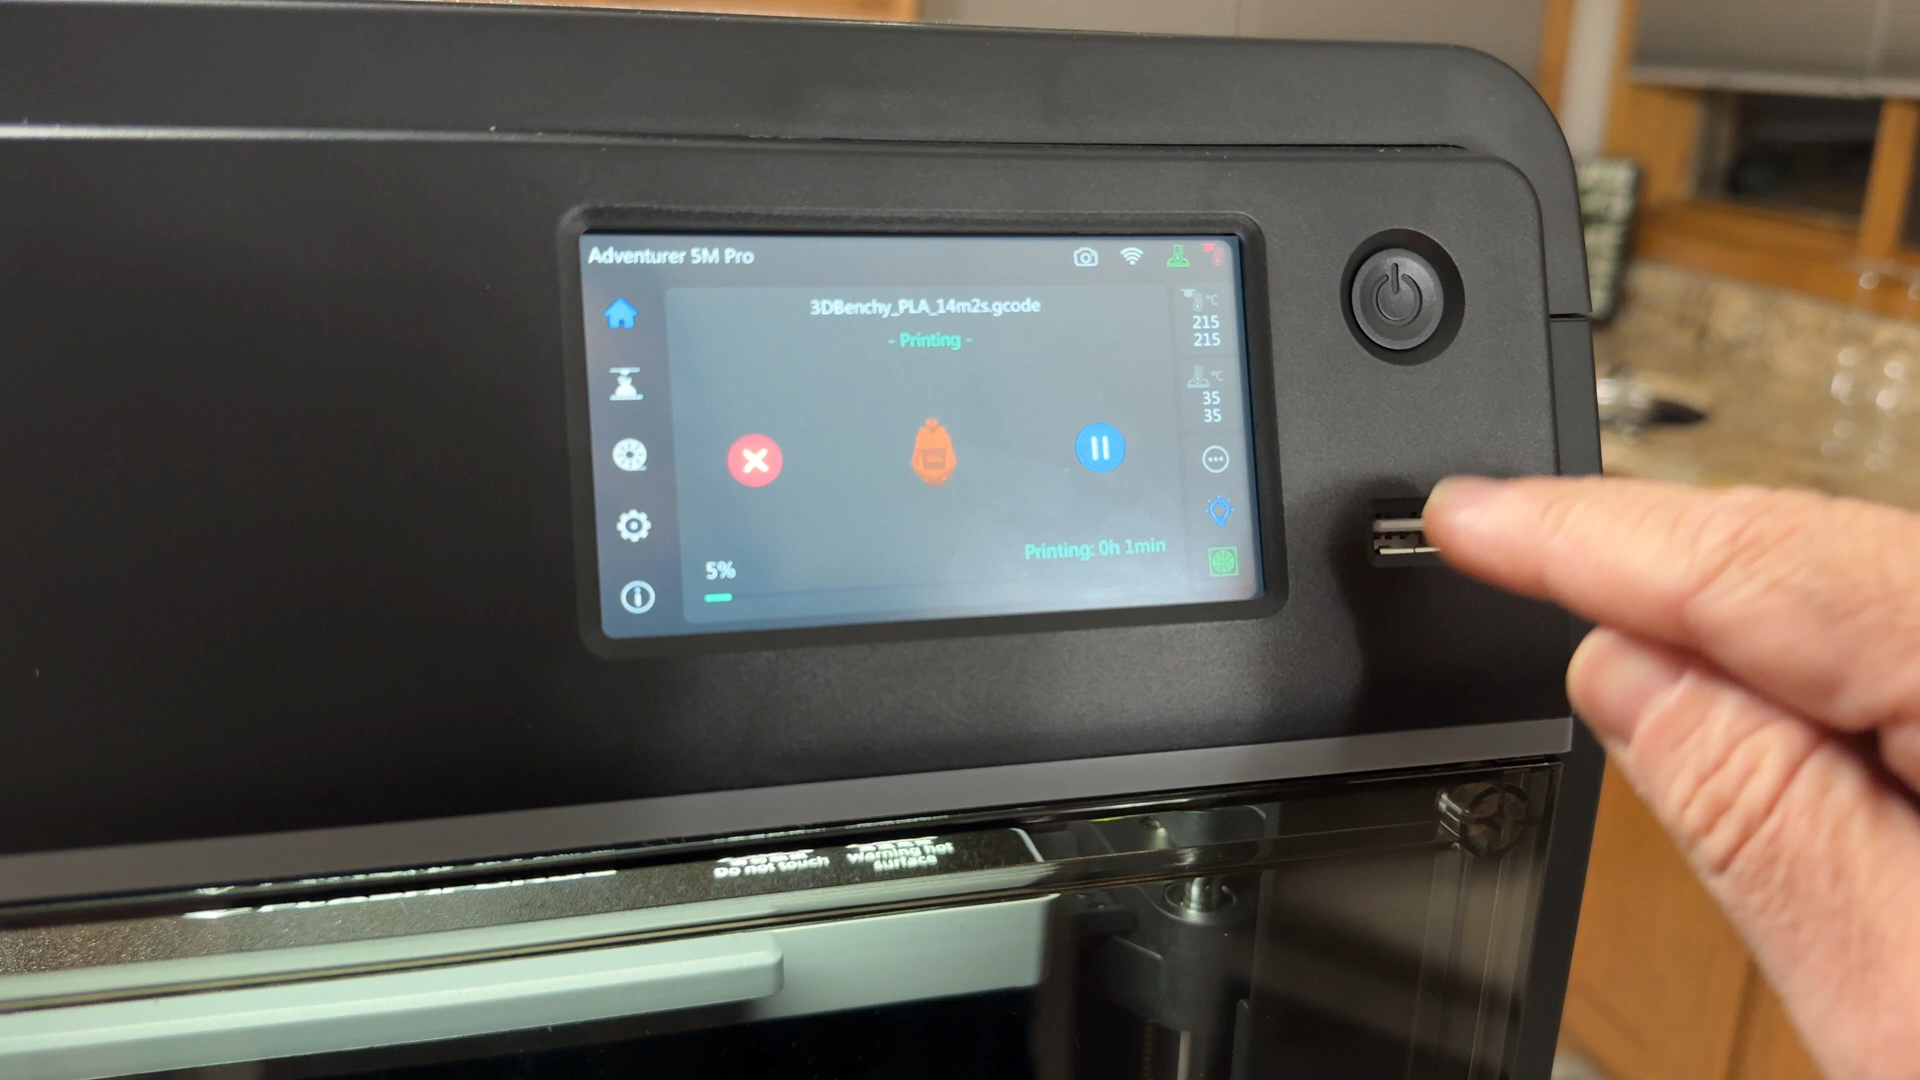 Adventurer 5M Pro
3DBenchy_PLA_14m2s.gcode
- Printing -
°C
215
215
°C
35
35
Printing: 0h 1min
5%
Do not touch
Warning hot
surface